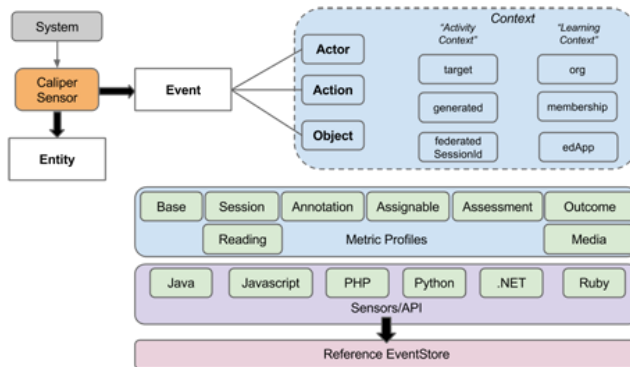 System
Caliper
Sensor
Entity
Event
Context
Actor
Action
Object
“Activity
Context”
“Learning
Context”
target
org
generated
membership
federated
SessionId
edApp
Base
Session
Annotation
Assignable
Assessment
Outcome
Reading
Metric Profiles
Media
Java
Javascript
PHP
Python
.NET
Ruby
Sensors/API
Reference EventStore